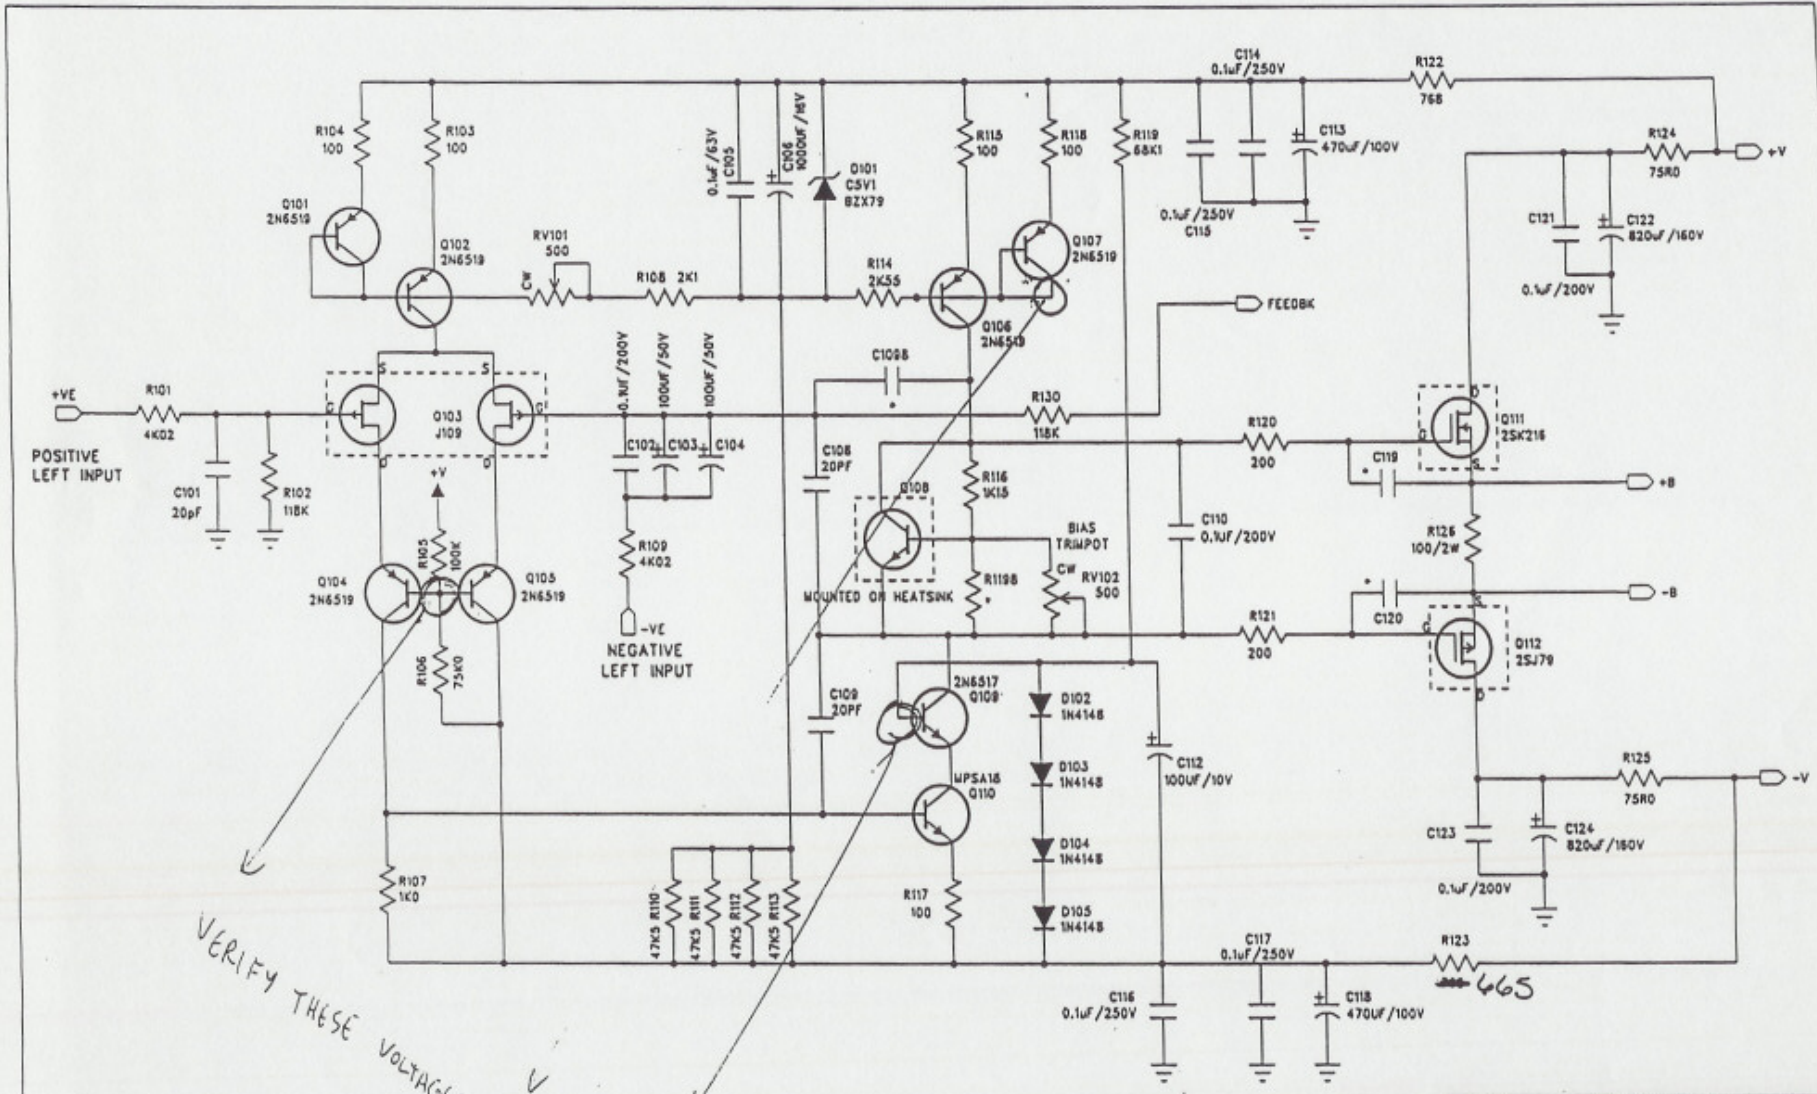 C114
0.1uF/250V
R122
768
R104
100
R103
100
0.1uF/63V
C105
C106
1000UF/16V
D101
C5V1
BZX79
R115
100
R118
100
R119
68K1
C113
470uF/100V
R124
75R0
+V
0.1uF/250V
C115
C121
C122
820uF/160V
0.1uF/200V
Q101
2N6519
Q102
2N6519
RV101
500
CW
R108 2K1
R114
2K55
Q107
2N6519
Q106
2N6519
FEEDBK
+VE
R101
4K02
POSITIVE
LEFT INPUT
C101
20pF
R102
118K
S
S
G
G
Q103
J109
D
D
+V
0.1UF/200V
100UF/50V
100UF/50V
C102
C103
C104
C109B
R130
118K
C108
20PF
R120
200
D
G
S
Q111
2SK216
C119
+B
R116
1K15
Q108
C110
0.1UF/200V
R126
100/2W
BIAS
TRIMPOT
CW
RV102
500
R119B
MOUNTED ON HEATSINK
R109
4K02
-VE
NEGATIVE
LEFT INPUT
Q104
2N6519
R105
100K
Q105
2N6519
R106
75K0
C120
-B
R121
200
G
S
D
Q112
2SJ79
2N6517
Q109
C109
20PF
D102
1N4148
D103
1N4148
C112
100UF/10V
MPSA18
Q110
D104
1N4148
D105
1N4148
R125
75R0
-V
C123
C124
820uF/160V
0.1uF/200V
R107
1K0
47K5 R110
47K5 R111
47K5 R112
47K5 R113
R117
100
C117
0.1uF/250V
R123
665
C116
0.1uF/250V
C118
470UF/100V
VERIFY THESE